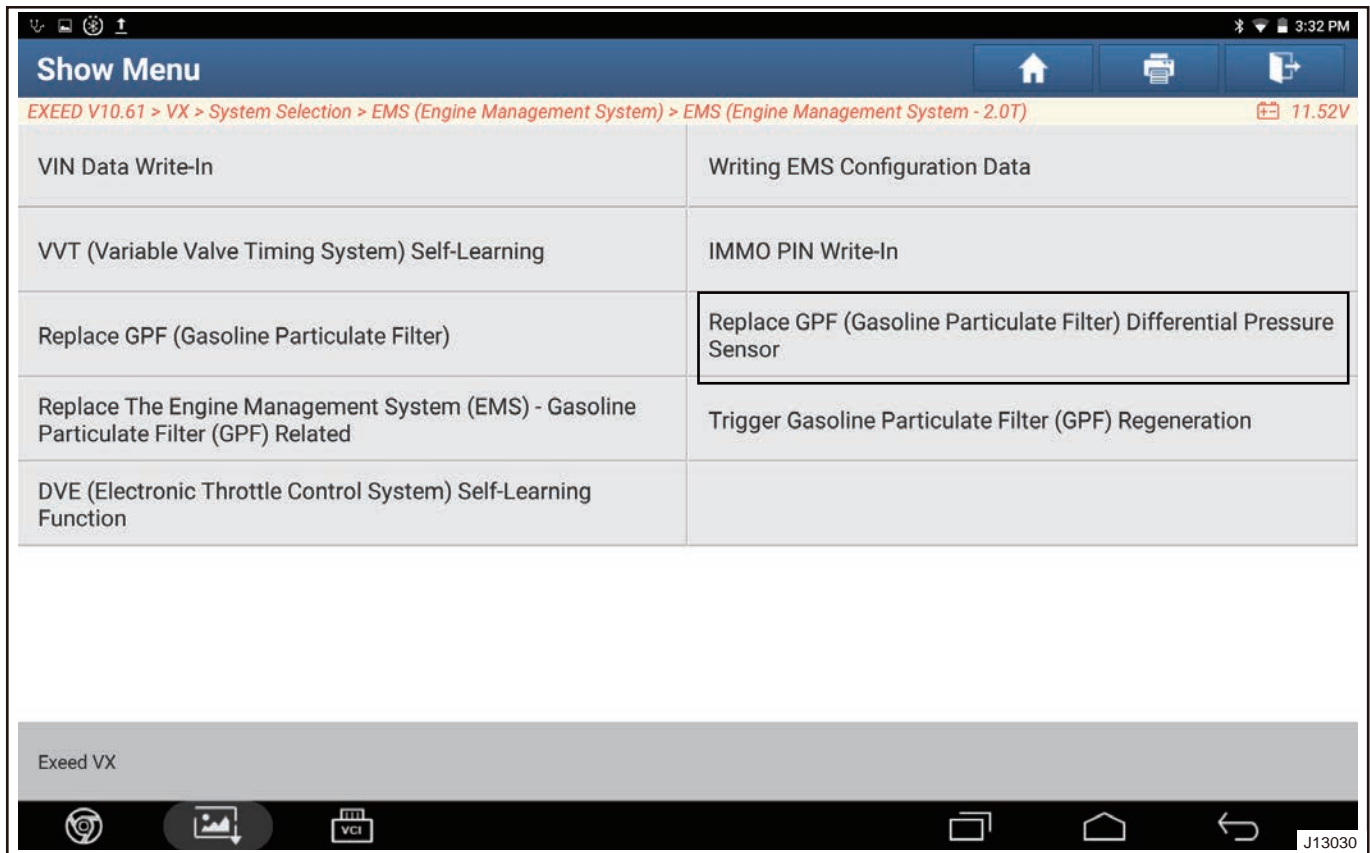 3:32 PM
Show Menu
EXEED V10.61 > VX > System Selection > EMS (Engine Management System) > EMS (Engine Management System - 2.0T)
11.52V
VIN Data Write-In
Writing EMS Configuration Data
VVT (Variable Valve Timing System) Self-Learning
IMMO PIN Write-In
Replace GPF (Gasoline Particulate Filter)
Replace GPF (Gasoline Particulate Filter) Differential Pressure
Sensor
Replace The Engine Management System (EMS) - Gasoline
Particulate Filter (GPF) Related
Trigger Gasoline Particulate Filter (GPF) Regeneration
DVE (Electronic Throttle Control System) Self-Learning
Function
Exeed VX
VCI
J13030